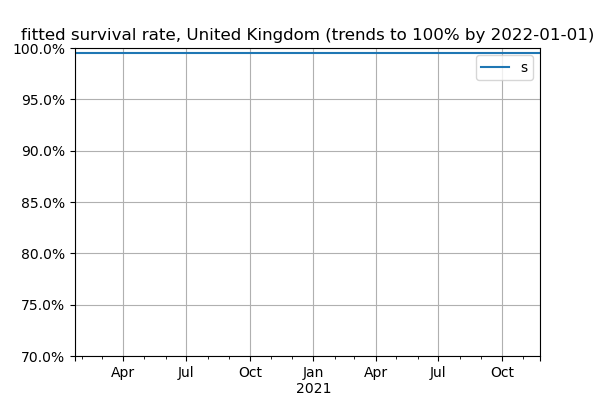 fitted survival rate, United Kingdom (trends to 100% by 2022-01-01)
100.0%
s
95.0%
90.0%
85.0%
80.0%
75.0%
70.0%
Apr Jul Oct Jan Apr Jul Oct
2021